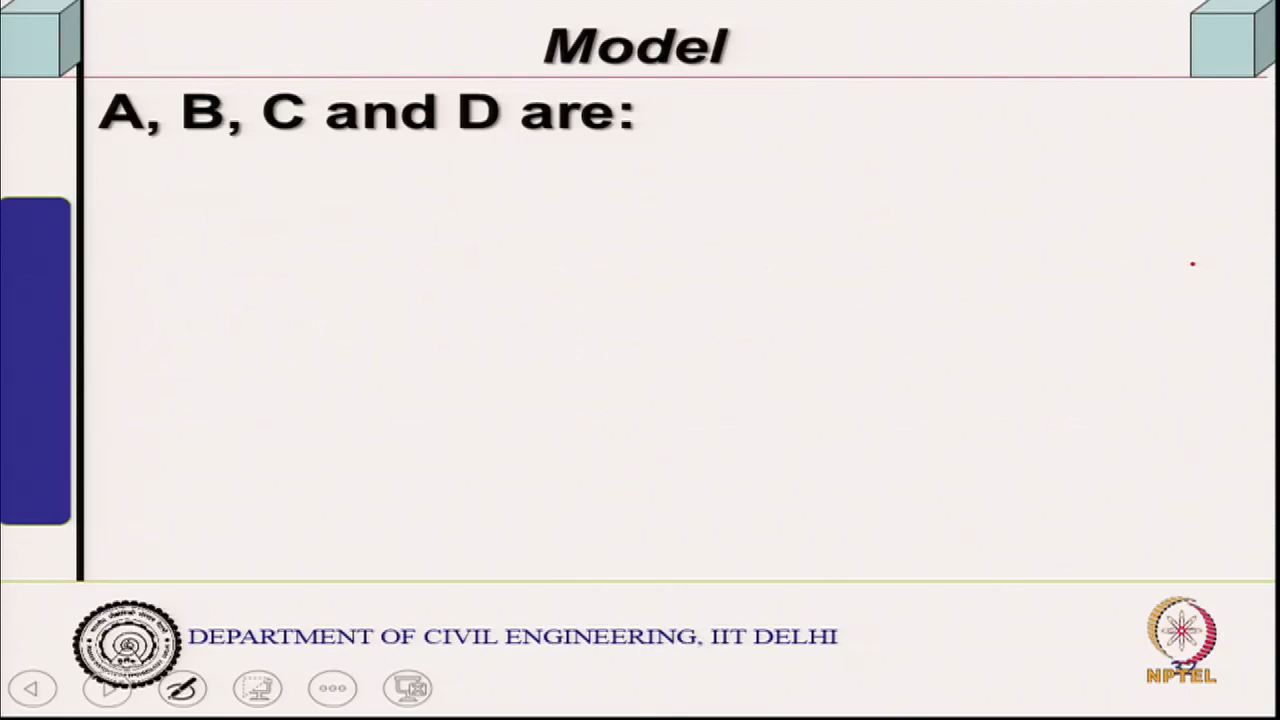 Model
A, B, C and D are:
DEPARTMENT OF CIVIL ENGINEERING, IIT DELHI
NPTEL